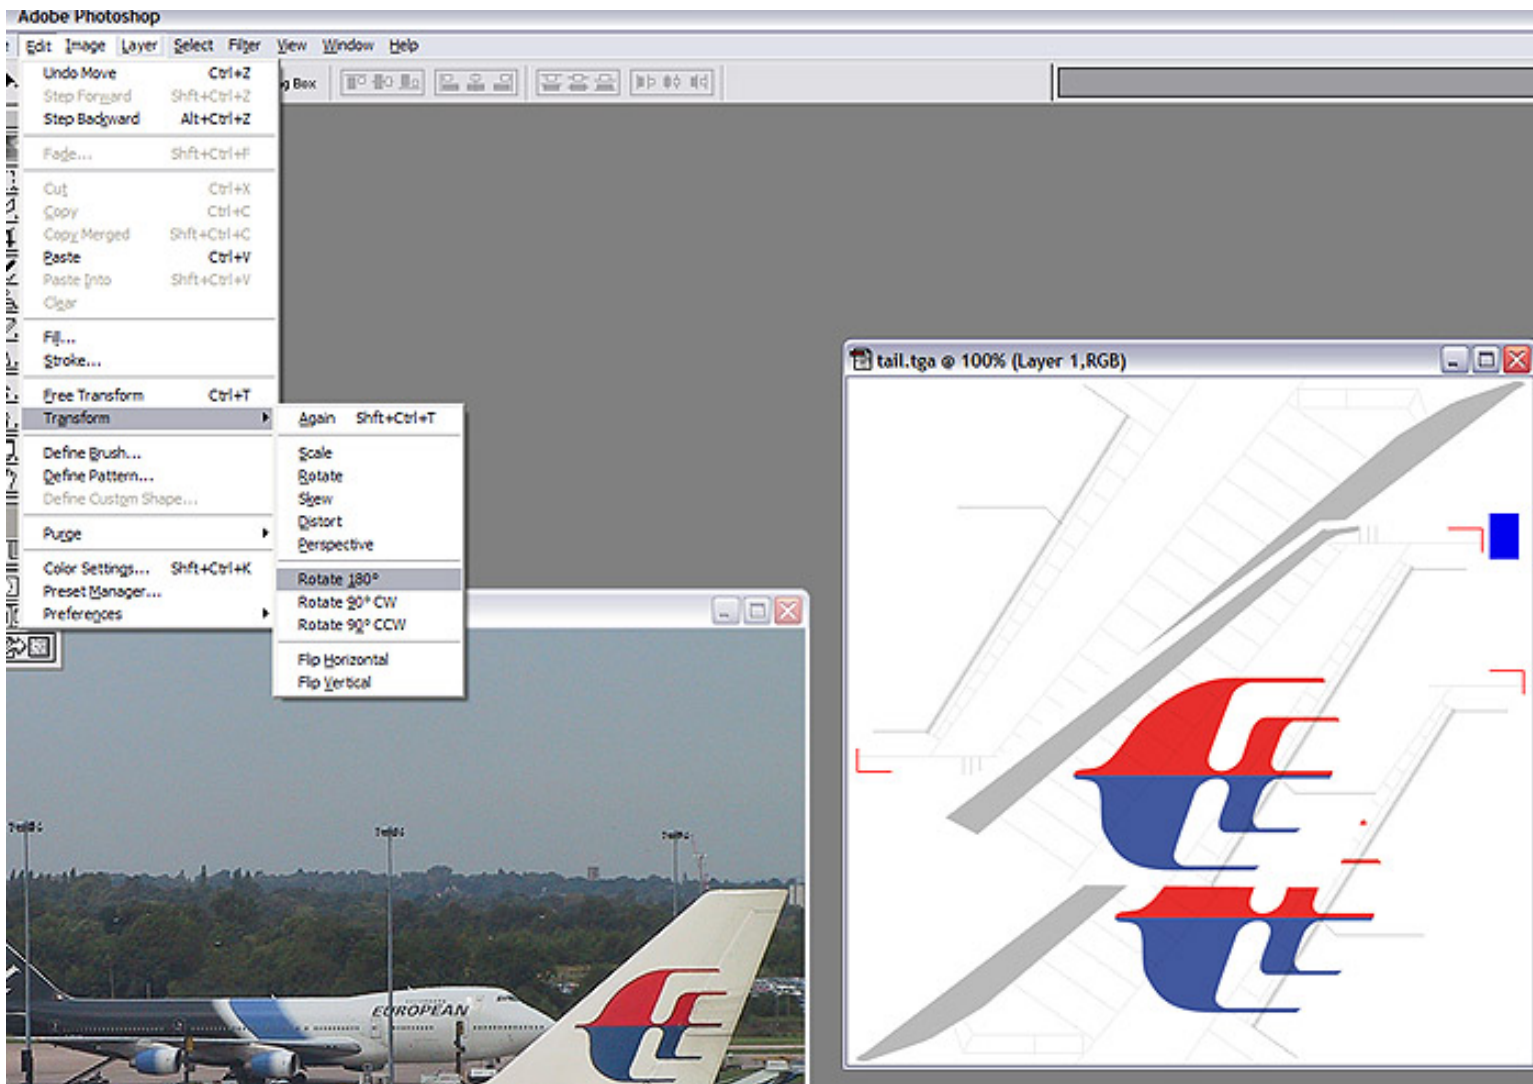 Adobe Photoshop
Edit Image Layer Select Filter View Window Help
Undo Move Ctrl+Z
Step Forward Shft+Ctrl+Z
Step Backward Alt+Ctrl+Z
g Box
Fade... Shft+Ctrl+F
Cut Ctrl+X
Copy Ctrl+C
Copy Merged Shft+Ctrl+C
Paste Ctrl+V
Paste Into Shft+Ctrl+V
Clear
Fill...
Stroke...
Free Transform Ctrl+T
Transform
Define Brush...
Define Pattern...
Define Custom Shape...
Purge
Color Settings... Shft+Ctrl+K
Preset Manager...
Preferences
Again Shft+Ctrl+T
Scale
Rotate
Skew
Distort
Perspective
Rotate 180°
Rotate 90° CW
Rotate 90° CCW
Flip Horizontal
Flip Vertical
tail.tga @ 100% (Layer 1,RGB)
EUROPEAN